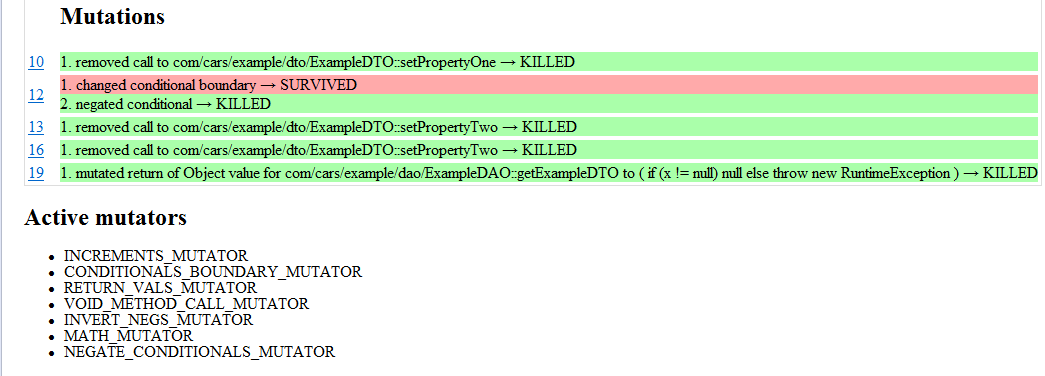 Mutations
10 1. removed call to com/cars/example/dto/ExampleDTO::setPropertyOne → KILLED
12 1. changed conditional boundary → SURVIVED
2. negated conditional → KILLED
13 1. removed call to com/cars/example/dto/ExampleDTO::setPropertyTwo → KILLED
16 1. removed call to com/cars/example/dto/ExampleDTO::setPropertyTwo → KILLED
19 1. mutated return of Object value for com/cars/example/dao/ExampleDAO::getExampleDTO to ( if (x != null) null else throw new RuntimeException ) → KILLED
Active mutators
• INCREMENTS_MUTATOR
• CONDITIONALS_BOUNDARY_MUTATOR
• RETURN_VALS_MUTATOR
• VOID_METHOD_CALL_MUTATOR
• INVERT_NEGS_MUTATOR
• MATH_MUTATOR
• NEGATE_CONDITIONALS_MUTATOR